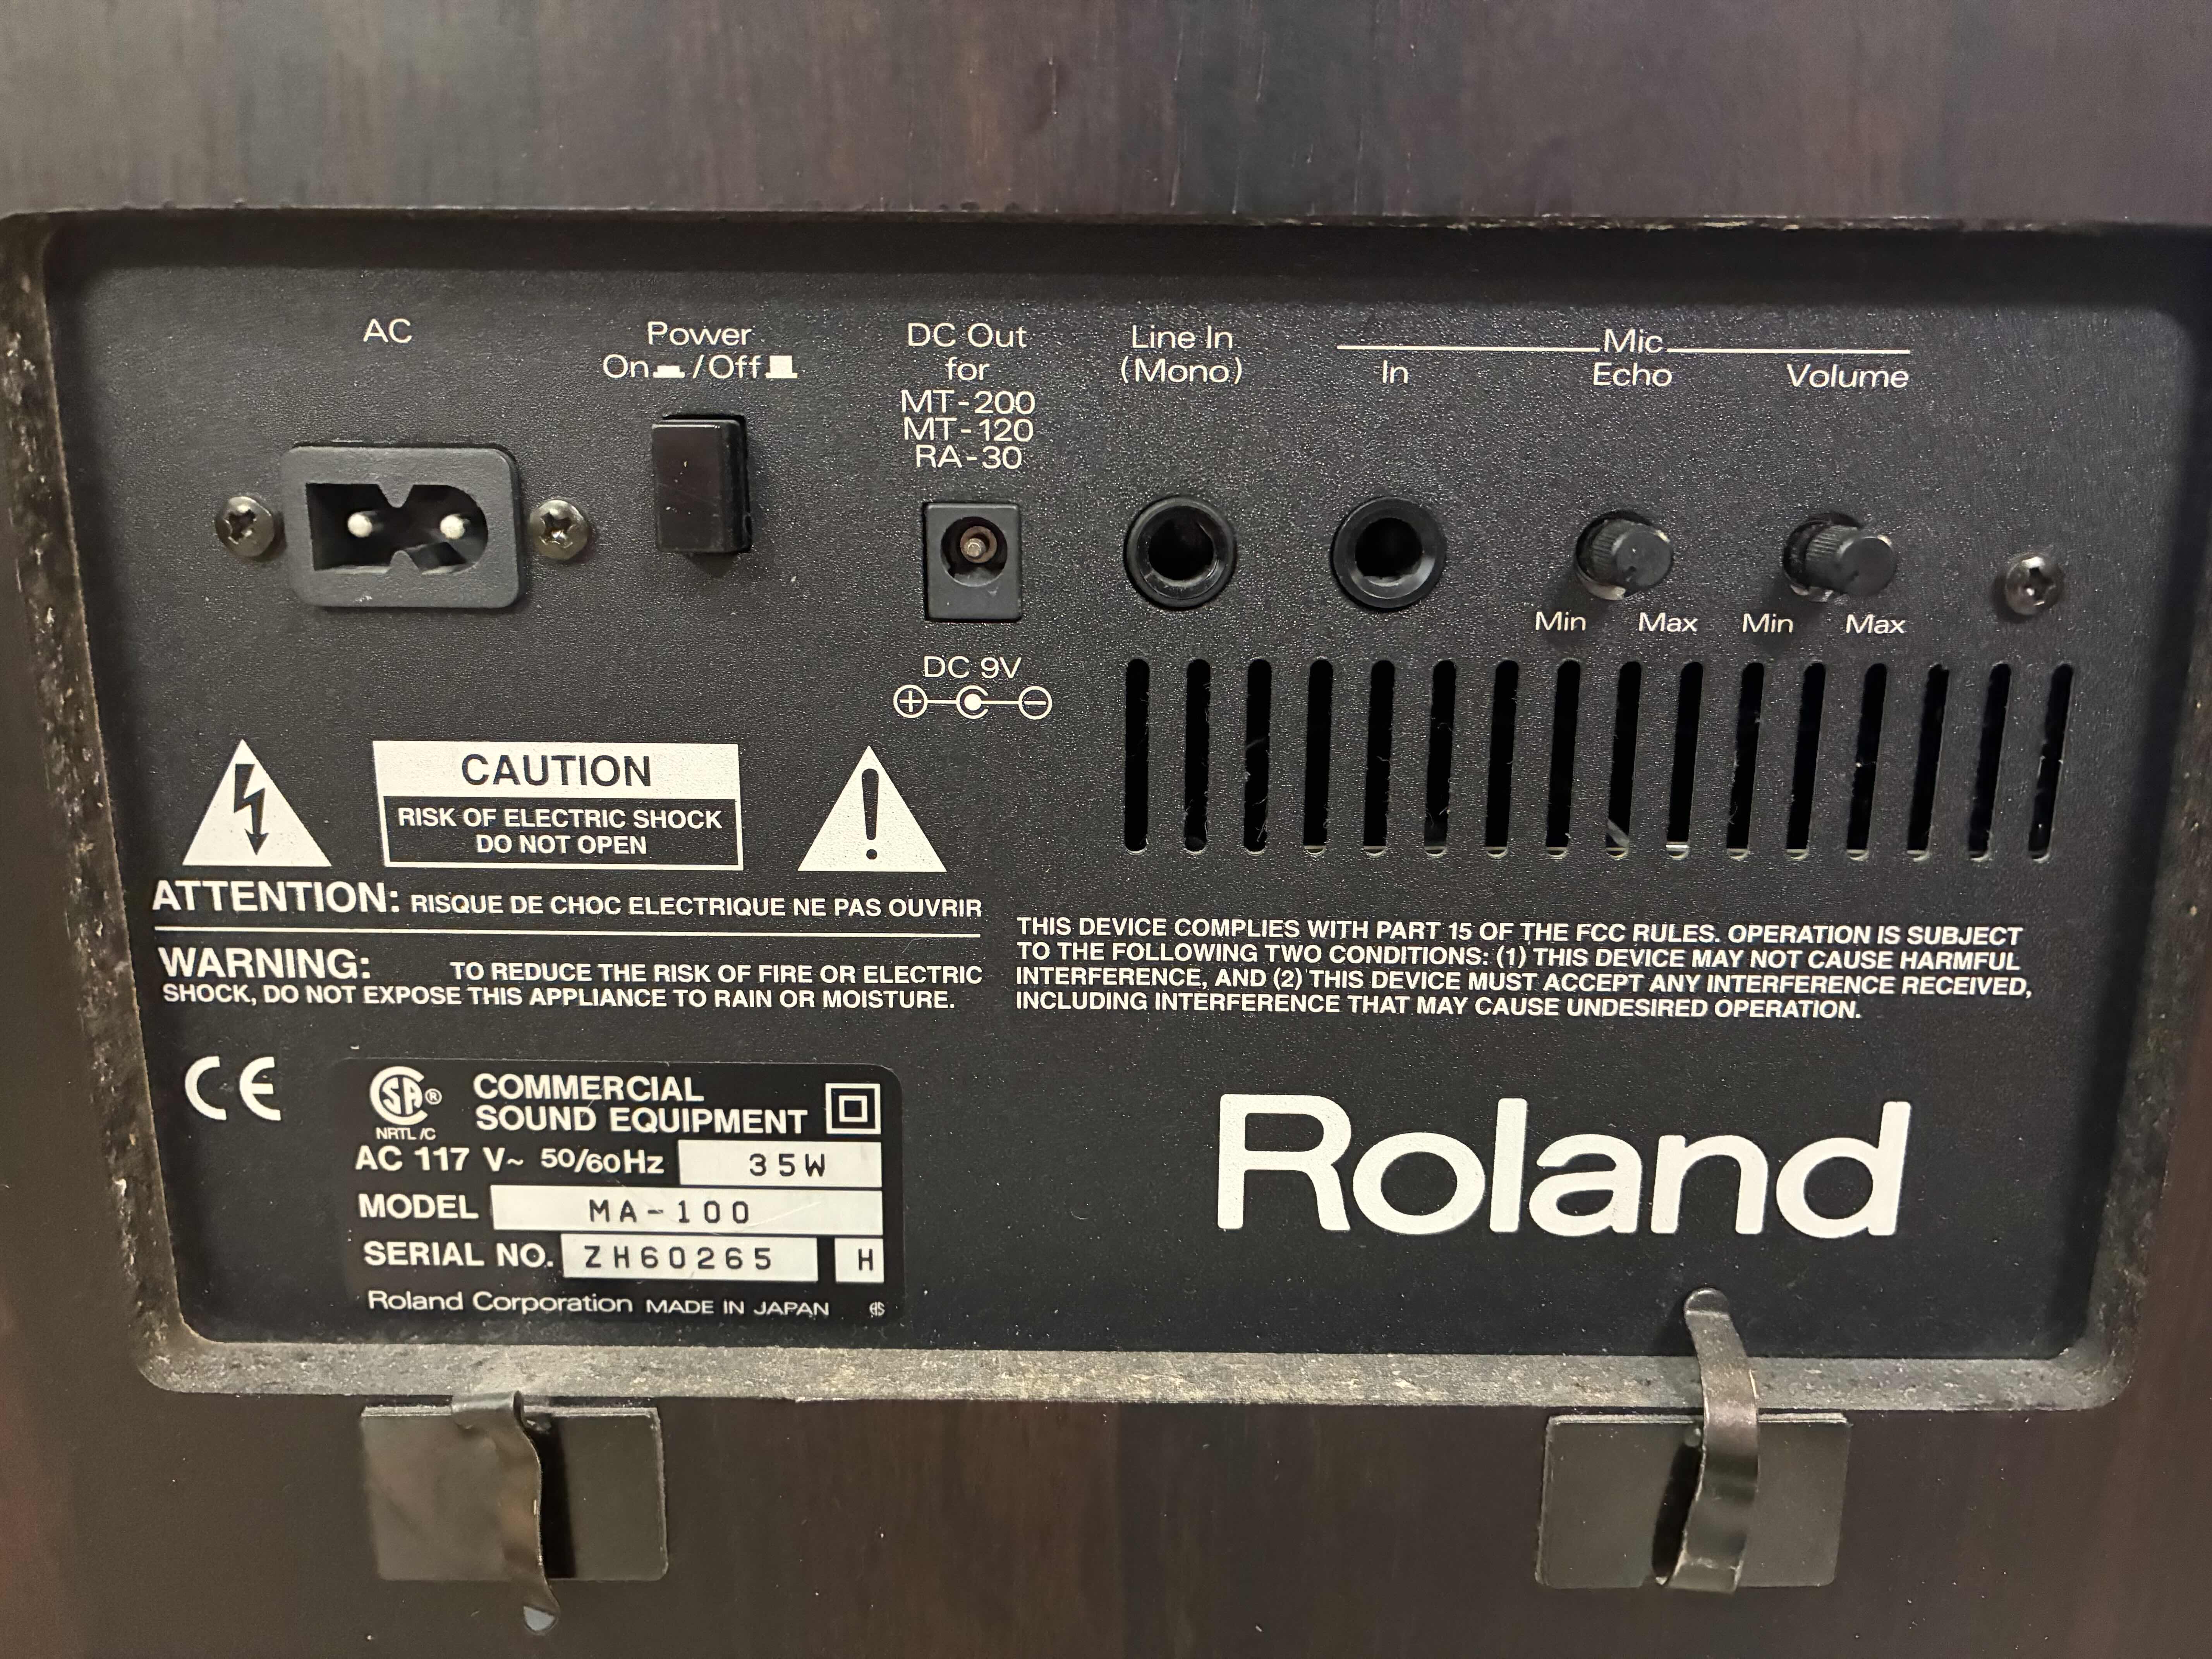 AC
Power
On /Off
DC Out
for
MT-200
MT-120
RA-30
Line In
(Mono)
Mic
In
Echo
Volume
Min
Max
Min
Max
DC 9V
CAUTION
RISK OF ELECTRIC SHOCK
DO NOT OPEN
ATTENTION: RISQUE DE CHOC ELECTRIQUE NE PAS OUVRIR
WARNING: TO REDUCE THE RISK OF FIRE OR ELECTRIC
SHOCK, DO NOT EXPOSE THIS APPLIANCE TO RAIN OR MOISTURE.
THIS DEVICE COMPLIES WITH PART 15 OF THE FCC RULES. OPERATION IS SUBJECT
TO THE FOLLOWING TWO CONDITIONS: (1) THIS DEVICE MAY NOT CAUSE HARMFUL
INTERFERENCE, AND (2) THIS DEVICE MUST ACCEPT ANY INTERFERENCE RECEIVED,
INCLUDING INTERFERENCE THAT MAY CAUSE UNDESIRED OPERATION.
CE
SA®
NRTL /C
COMMERCIAL
SOUND EQUIPMENT
AC 117 V~ 50/60Hz 35W
MODEL MA-100
SERIAL NO. ZH60265 H
Roland Corporation MADE IN JAPAN
Roland